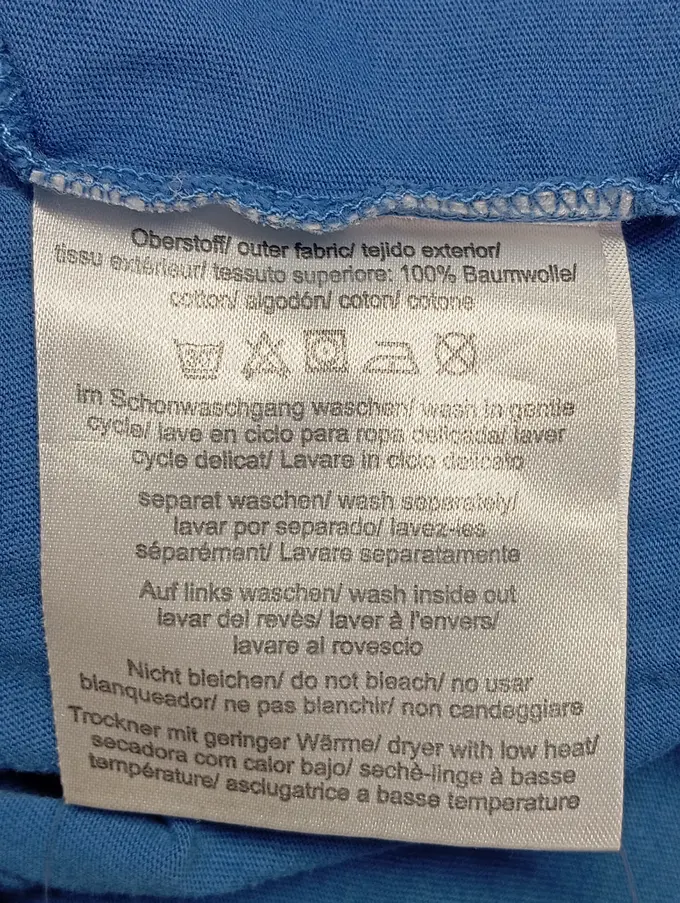 Oberstoff/ outer fabric/ tejido exterior/
tissu extérieur/ tessuto superiore: 100% Baumwolle/
cotton/ algodón/ coton/ cotone
30
im Schonwaschgang waschen/ wash in gentle
cycle/ lave en ciclo para ropa delicada/ laver
cycle delicat/ Lavare in ciclo delicato
separat waschen/ wash separately/
lavar por separado/ lavez-les
séparément/ Lavare separatamente
Auf links waschen/ wash inside out
lavar del revès/ laver à l'envers/
lavare al rovescio
Nicht bleichen/ do not bleach/ no usar
blanqueador/ ne pas blanchir/ non candeggiare
Trockner mit geringer Wärme/ dryer with low heat/
secadora com calor bajo/ sechè-linge à basse
température/ asciugatrice a basse temperature